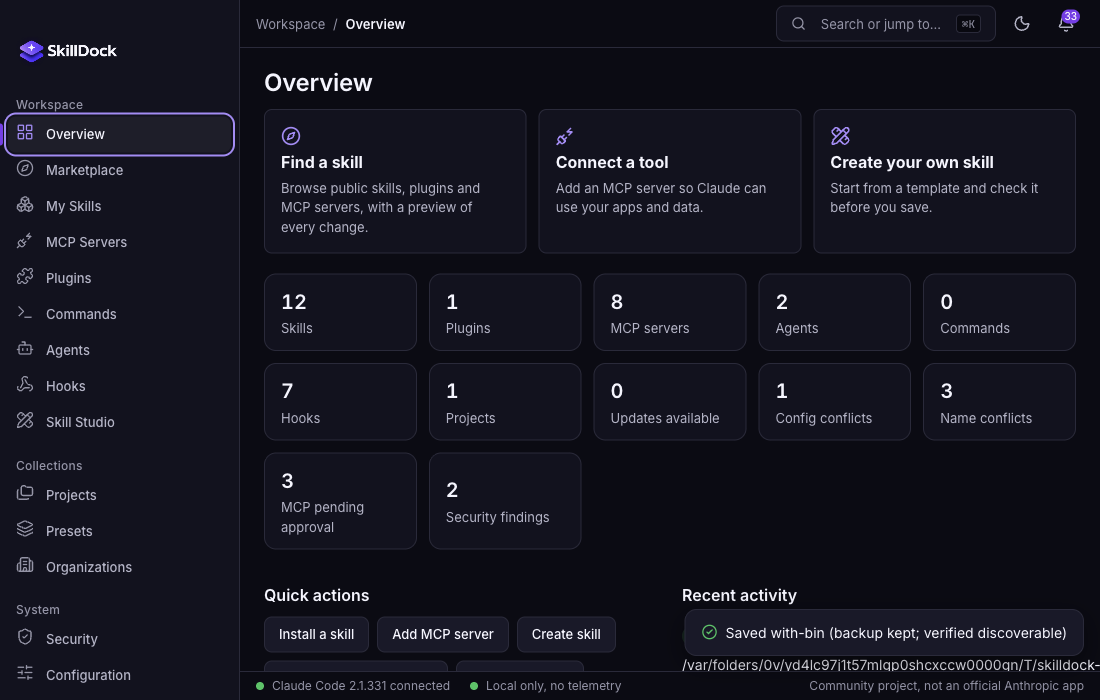 SkillDock
Workspace
Overview
Marketplace
My Skills
MCP Servers
Plugins
Commands
Agents
Hooks
Skill Studio
Collections
Projects
Presets
Organizations
System
Security
Configuration
Workspace / Overview
Search or jump to... ⌘K
33
Overview
Find a skill
Browse public skills, plugins and
MCP servers, with a preview of
every change.
Connect a tool
Add an MCP server so Claude can
use your apps and data.
Create your own skill
Start from a template and check it
before you save.
12
Skills
1
Plugins
8
MCP servers
2
Agents
0
Commands
7
Hooks
1
Projects
0
Updates available
1
Config conflicts
3
Name conflicts
3
MCP pending
approval
2
Security findings
Quick actions
Install a skill
Add MCP server
Create skill
Recent activity
Saved with-bin (backup kept; verified discoverable)
Claude Code 2.1.331 connected
Local only, no telemetry
Community project, not an official Anthropic app